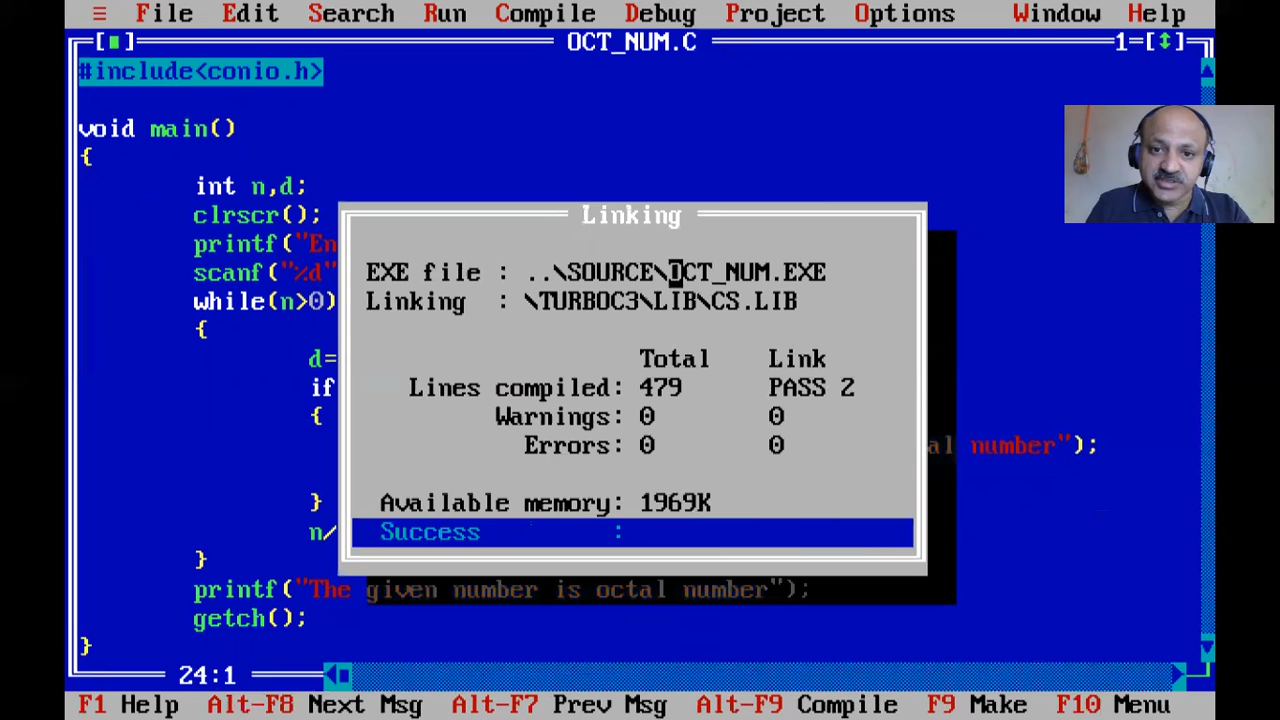 ≡ File Edit Search Run Compile Debug Project Options Window Help
[■] OCT_NUM.C 1=[↕]
#include<conio.h>
void main()
{
int n,d;
clrscr();
printf("En
scanf("%d"
while(n>0)
{
d=
if
{
al number");
}
n/
}
printf("The given number is octal number");
getch();
}
24:1
Linking
EXE file : ..\SOURCE\OCT_NUM.EXE
Linking : \TURBOC3\LIB\CS.LIB
Total Link
Lines compiled: 479 PASS 2
Warnings: 0 0
Errors: 0 0
Available memory: 1969K
Success :
F1 Help Alt-F8 Next Msg Alt-F7 Prev Msg Alt-F9 Compile F9 Make F10 Menu